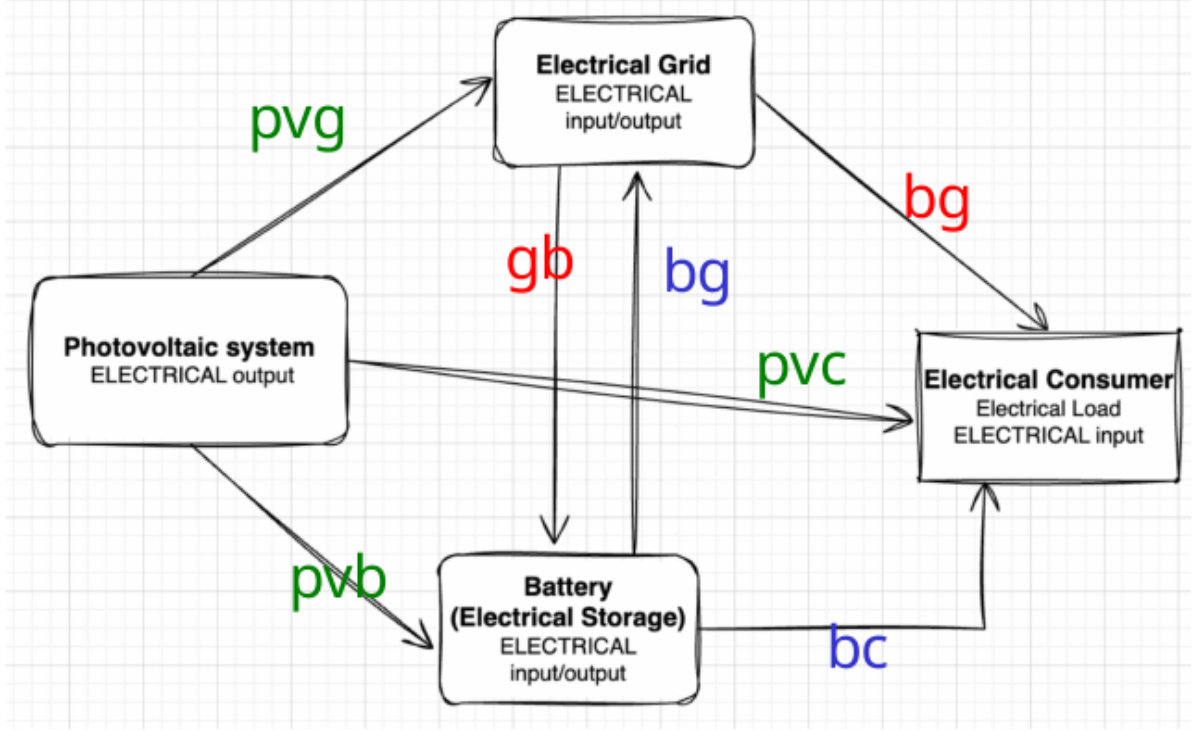 Electrical Grid
ELECTRICAL
input/output
pvg
bg
gb
bg
Photovoltaic system
ELECTRICAL output
pvc
Electrical Consumer
Electrical Load
ELECTRICAL input
pvb
Battery
(Electrical Storage)
ELECTRICAL
input/output
bc